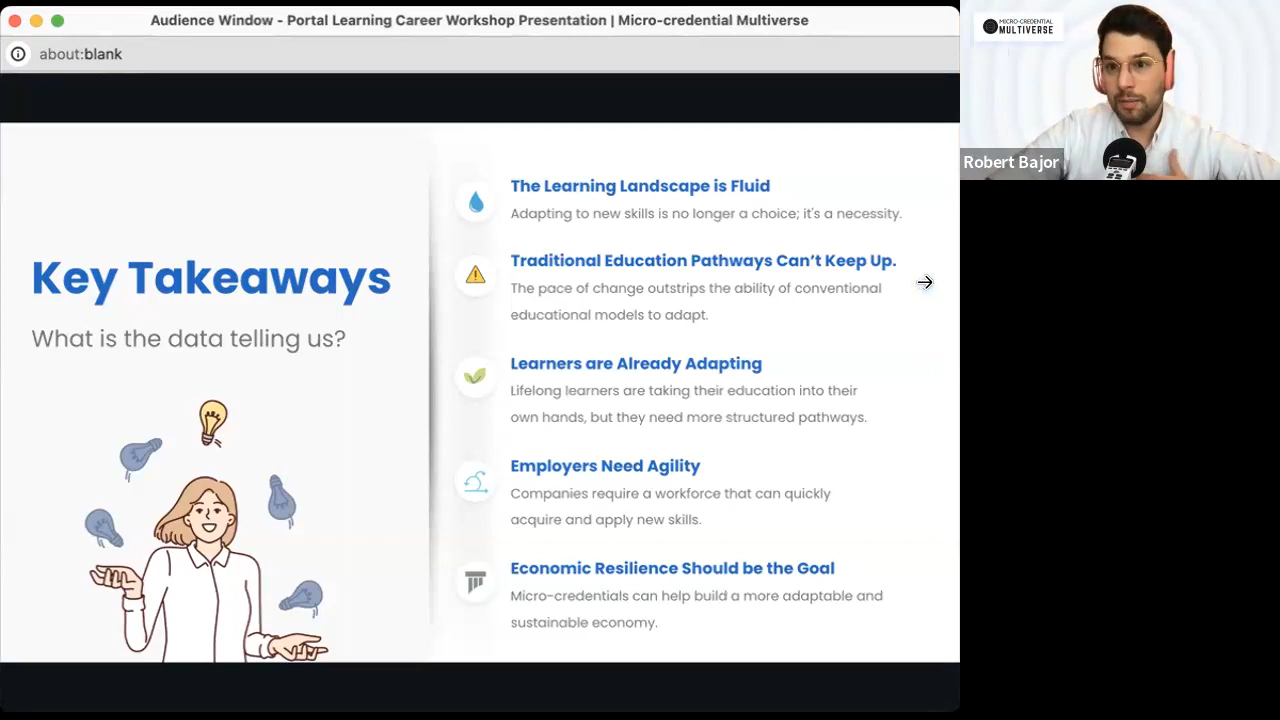 Audience Window - Portal Learning Career Workshop Presentation | Micro-credential Multiverse
about:blank
MICRO-CREDENTIAL
MULTIVERSE
Robert Bajor
Key Takeaways
What is the data telling us?
The Learning Landscape is Fluid
Adapting to new skills is no longer a choice; it's a necessity.
Traditional Education Pathways Can’t Keep Up.
The pace of change outstrips the ability of conventional
educational models to adapt.
Learners are Already Adapting
Lifelong learners are taking their education into their
own hands, but they need more structured pathways.
Employers Need Agility
Companies require a workforce that can quickly
acquire and apply new skills.
Economic Resilience Should be the Goal
Micro-credentials can help build a more adaptable and
sustainable economy.